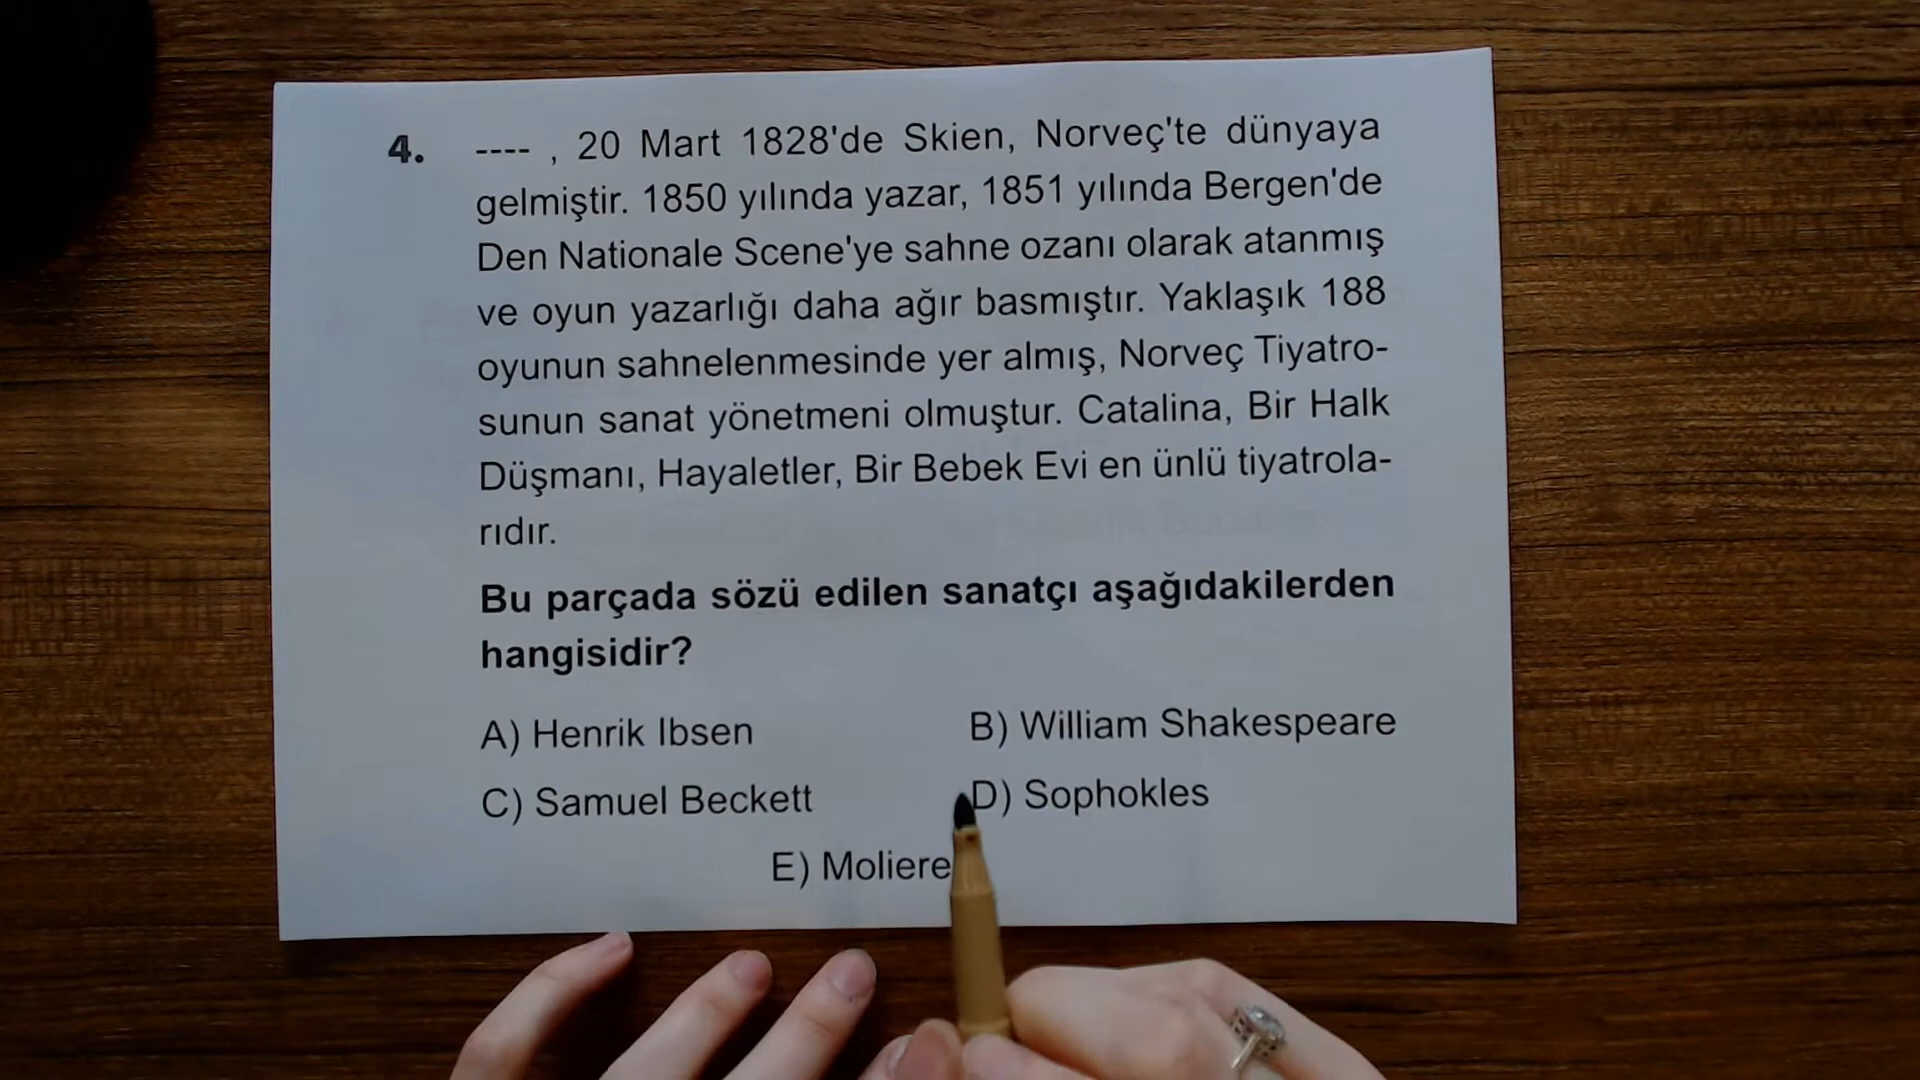 4. ---- , 20 Mart 1828'de Skien, Norveç'te dünyaya
gelmiştir. 1850 yılında yazar, 1851 yılında Bergen'de
Den Nationale Scene'ye sahne ozanı olarak atanmış
ve oyun yazarlığı daha ağır basmıştır. Yaklaşık 188
oyunun sahnelenmesinde yer almış, Norveç Tiyatro-
sunun sanat yönetmeni olmuştur. Catalina, Bir Halk
Düşmanı, Hayaletler, Bir Bebek Evi en ünlü tiyatrola-
rıdır.
Bu parçada sözü edilen sanatçı aşağıdakilerden
hangisidir?
A) Henrik Ibsen B) William Shakespeare
C) Samuel Beckett D) Sophokles
E) Moliere